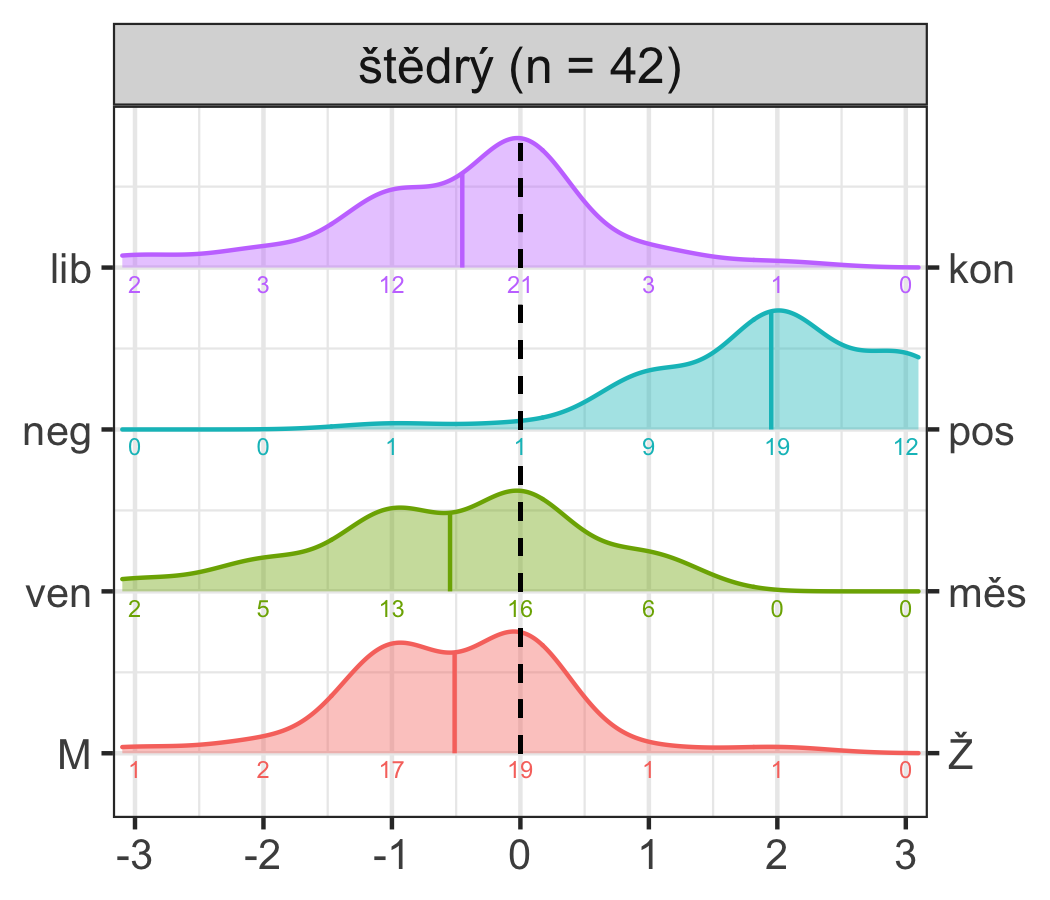 štědrý (n = 42)
lib kon
2 3 12 21 3 1 0
neg pos
0 0 1 1 9 19 12
ven měs
2 5 13 16 6 0 0
M Ž
1 2 17 19 1 1 0
-3 -2 -1 0 1 2 3